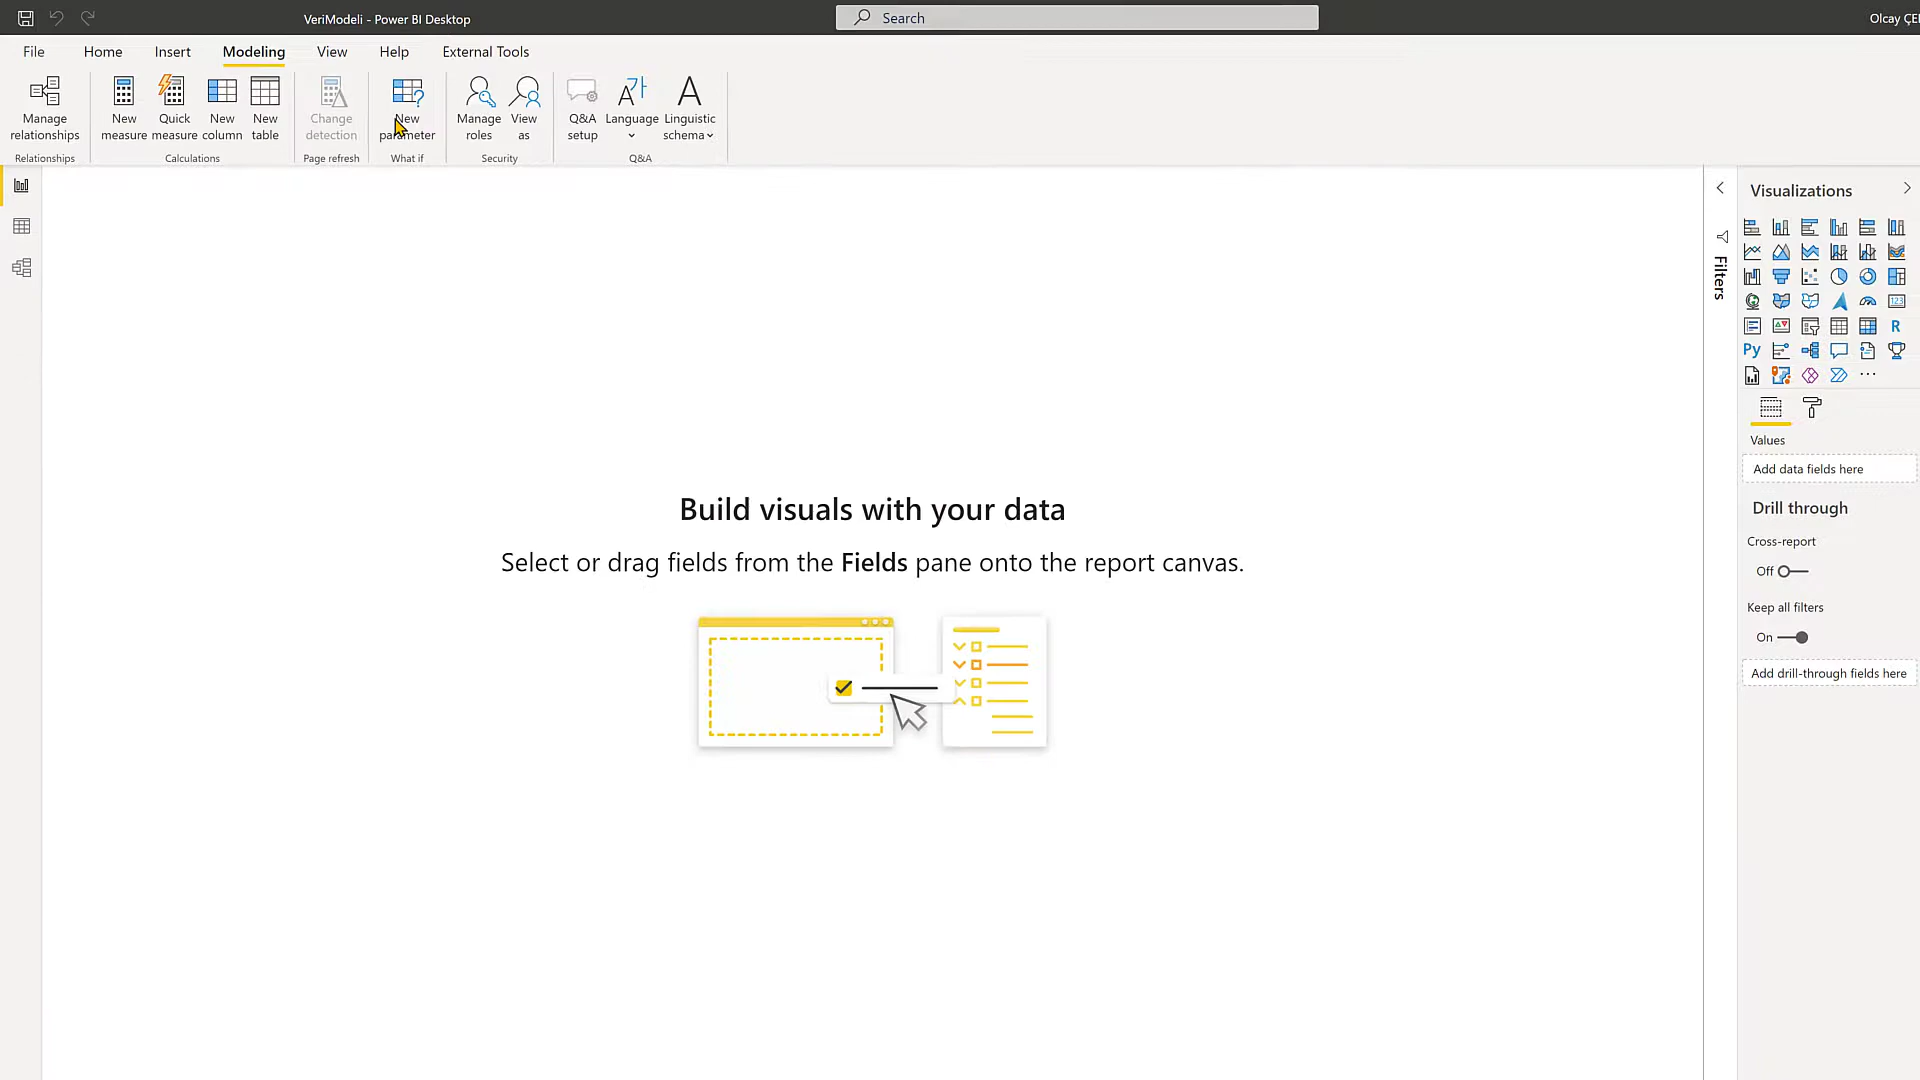 VeriModeli - Power BI Desktop
Search
Olcay ÇE
File Home Insert Modeling View Help External Tools
Manage relationships
New measure
Quick measure
New column
New table
Change detection
New parameter
Manage roles
View as
Q&A setup
Language
Linguistic schema
Relationships
Calculations
Page refresh
What if
Security
Q&A
Build visuals with your data
Select or drag fields from the Fields pane onto the report canvas.
Filters
Visualizations
123
R
Py
Values
Add data fields here
Drill through
Cross-report
Off
Keep all filters
On
Add drill-through fields here